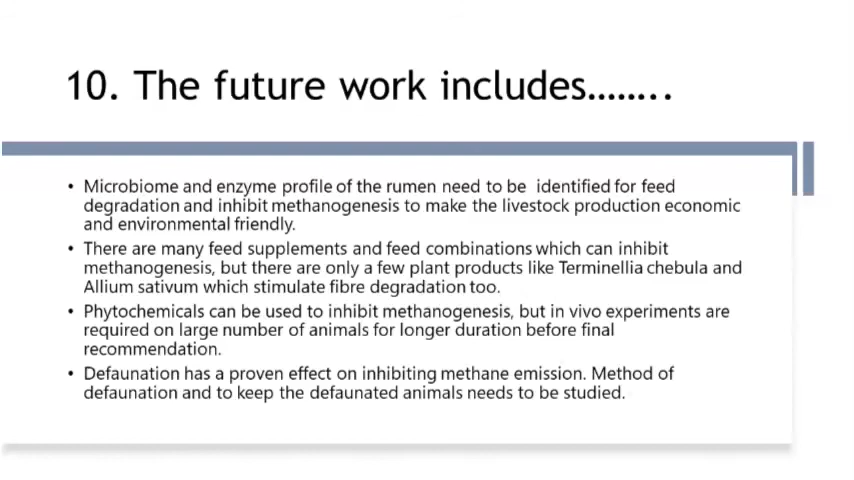 10. The future work includes........
• Microbiome and enzyme profile of the rumen need to be identified for feed
degradation and inhibit methanogenesis to make the livestock production economic
and environmental friendly.
• There are many feed supplements and feed combinations which can inhibit
methanogenesis, but there are only a few plant products like Terminellia chebula and
Allium sativum which stimulate fibre degradation too.
• Phytochemicals can be used to inhibit methanogenesis, but in vivo experiments are
required on large number of animals for longer duration before final
recommendation.
• Defaunation has a proven effect on inhibiting methane emission. Method of
defaunation and to keep the defaunated animals needs to be studied.